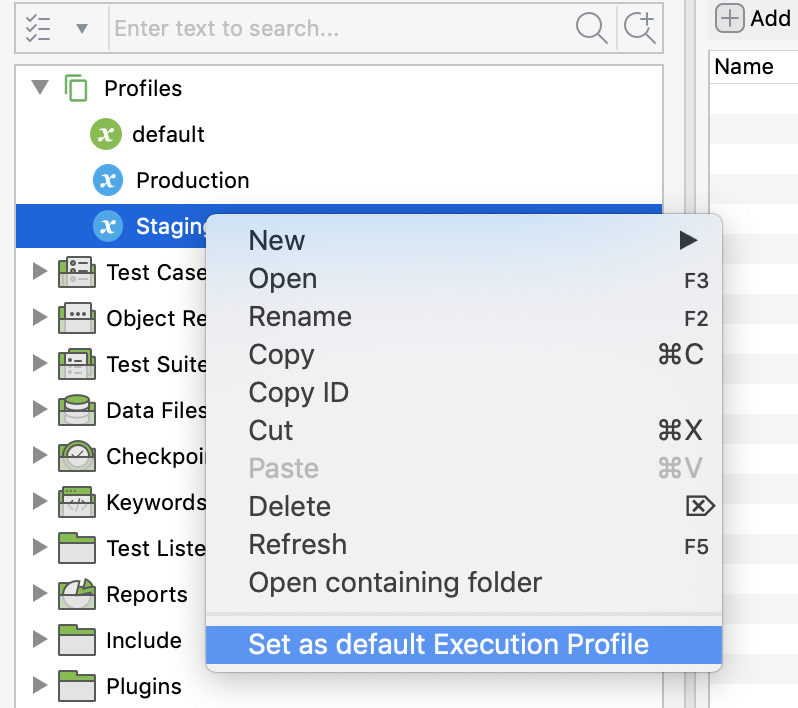 Enter text to search...
Add
Name
Profiles
default
Production
Staging
Test Case
Object Re
Test Suite
Data Files
Checkpoi
Keywords
Test Liste
Reports
Include
Plugins
New
Open F3
Rename F2
Copy ⌘C
Copy ID
Cut ⌘X
Paste ⌘V
Delete ⌦
Refresh F5
Open containing folder
Set as default Execution Profile